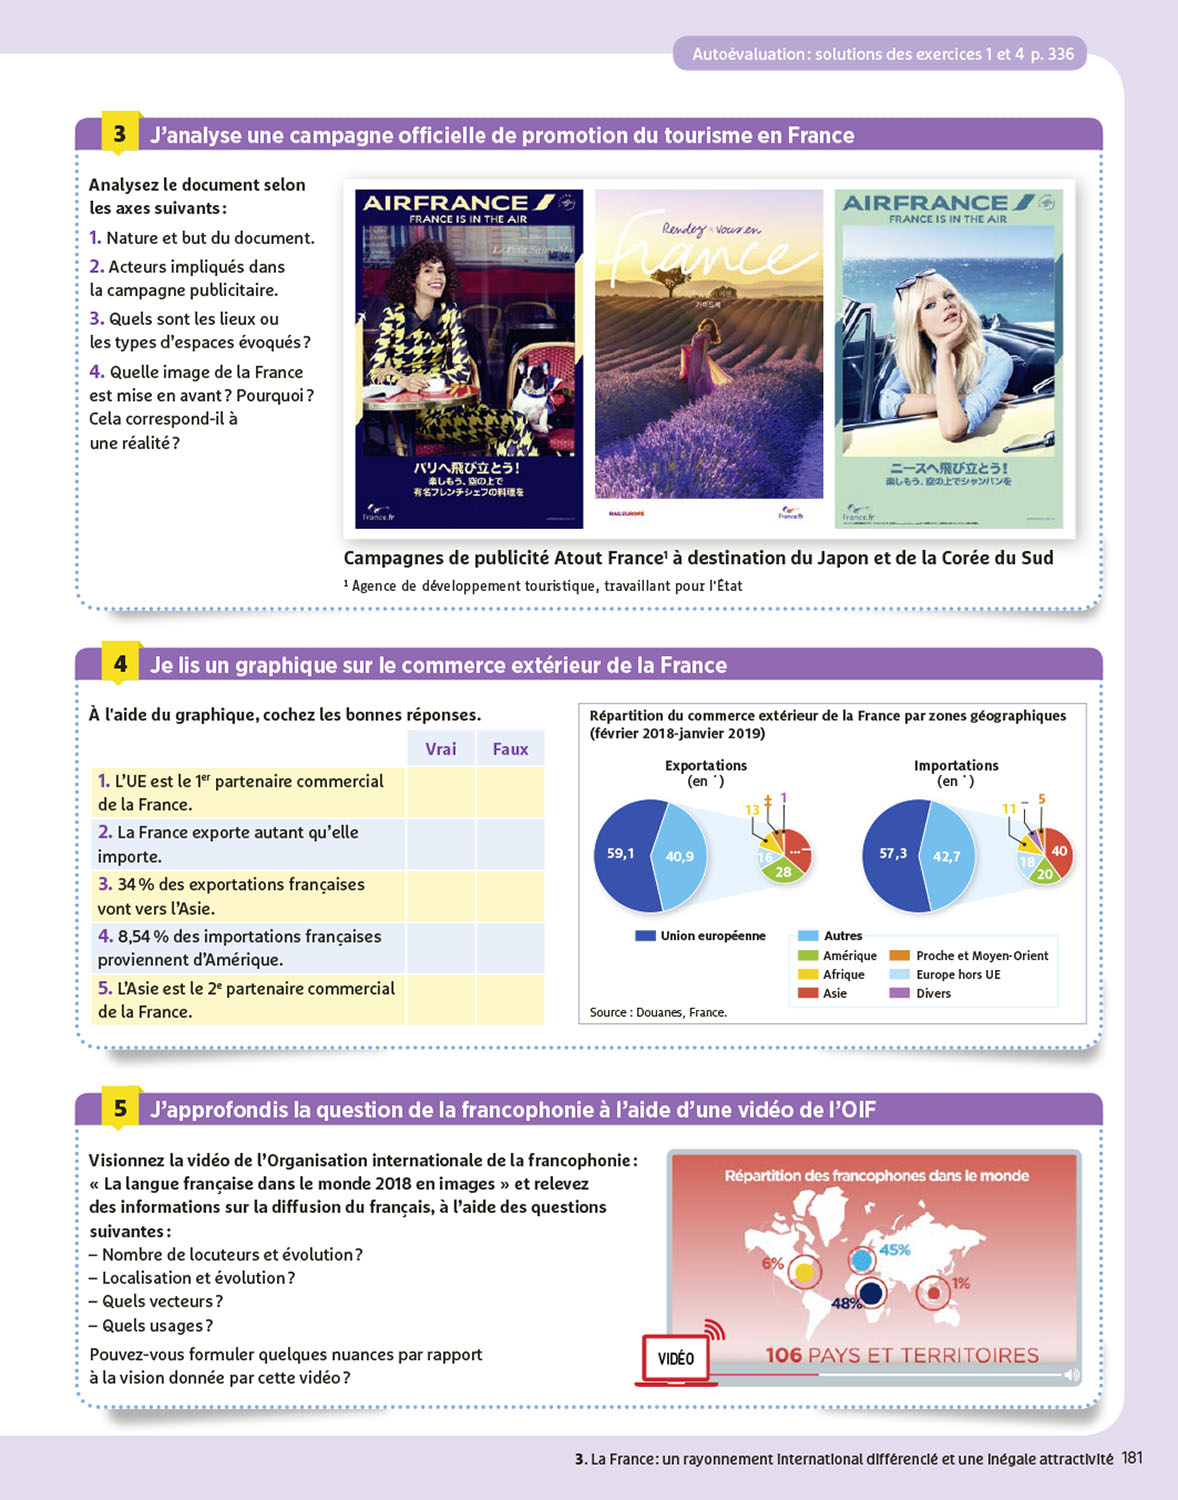 Autoévaluation : solutions des exercices 1 et 4 p. 336
3 J'analyse une campagne officielle de promotion du tourisme en France
Analysez le document selon
les axes suivants :
1. Nature et but du document.
2. Acteurs impliqués dans
la campagne publicitaire.
3. Quels sont les lieux ou
les types d'espaces évoqués ?
4. Quelle image de la France
est mise en avant ? Pourquoi ?
Cela correspond-il à
une réalité ?
AIRFRANCE
FRANCE IS IN THE AIR
パリへ飛び立とう!
楽しもう、空の上で
有名フレンチシェフの料理を
France.fr
Rendez-vous en
France
가이드북
RAIL EUROPE
France.fr
AIRFRANCE
FRANCE IS IN THE AIR
ニースへ飛び立とう!
楽しもう、空の上でシャンパンを
France.fr
Campagnes de publicité Atout France¹ à destination du Japon et de la Corée du Sud
¹ Agence de développement touristique, travaillant pour l'État
4 Je lis un graphique sur le commerce extérieur de la France
À l'aide du graphique, cochez les bonnes réponses.
Vrai Faux
1. L'UE est le 1er partenaire commercial
de la France.
2. La France exporte autant qu'elle
importe.
3. 34 % des exportations françaises
vont vers l'Asie.
4. 8,54 % des importations françaises
proviennent d'Amérique.
5. L'Asie est le 2e partenaire commercial
de la France.
Répartition du commerce extérieur de la France par zones géographiques
(février 2018-janvier 2019)
Exportations
(en ˙)
59,1
40,9
13
‡
1
...–
16
28
Importations
(en ˙)
57,3
42,7
11
–
5
40
18
20
Union européenne
Autres
Amérique
Proche et Moyen-Orient
Afrique
Europe hors UE
Asie
Divers
Source : Douanes, France.
5 J'approfondis la question de la francophonie à l'aide d'une vidéo de l'OIF
Visionnez la vidéo de l'Organisation internationale de la francophonie :
« La langue française dans le monde 2018 en images » et relevez
des informations sur la diffusion du français, à l'aide des questions
suivantes :
– Nombre de locuteurs et évolution ?
– Localisation et évolution ?
– Quels vecteurs ?
– Quels usages ?
Pouvez-vous formuler quelques nuances par rapport
à la vision donnée par cette vidéo ?
Répartition des francophones dans le monde
6%
45%
48%
1%
106 PAYS ET TERRITOIRES
VIDÉO
3. La France : un rayonnement international différencié et une inégale attractivité 181